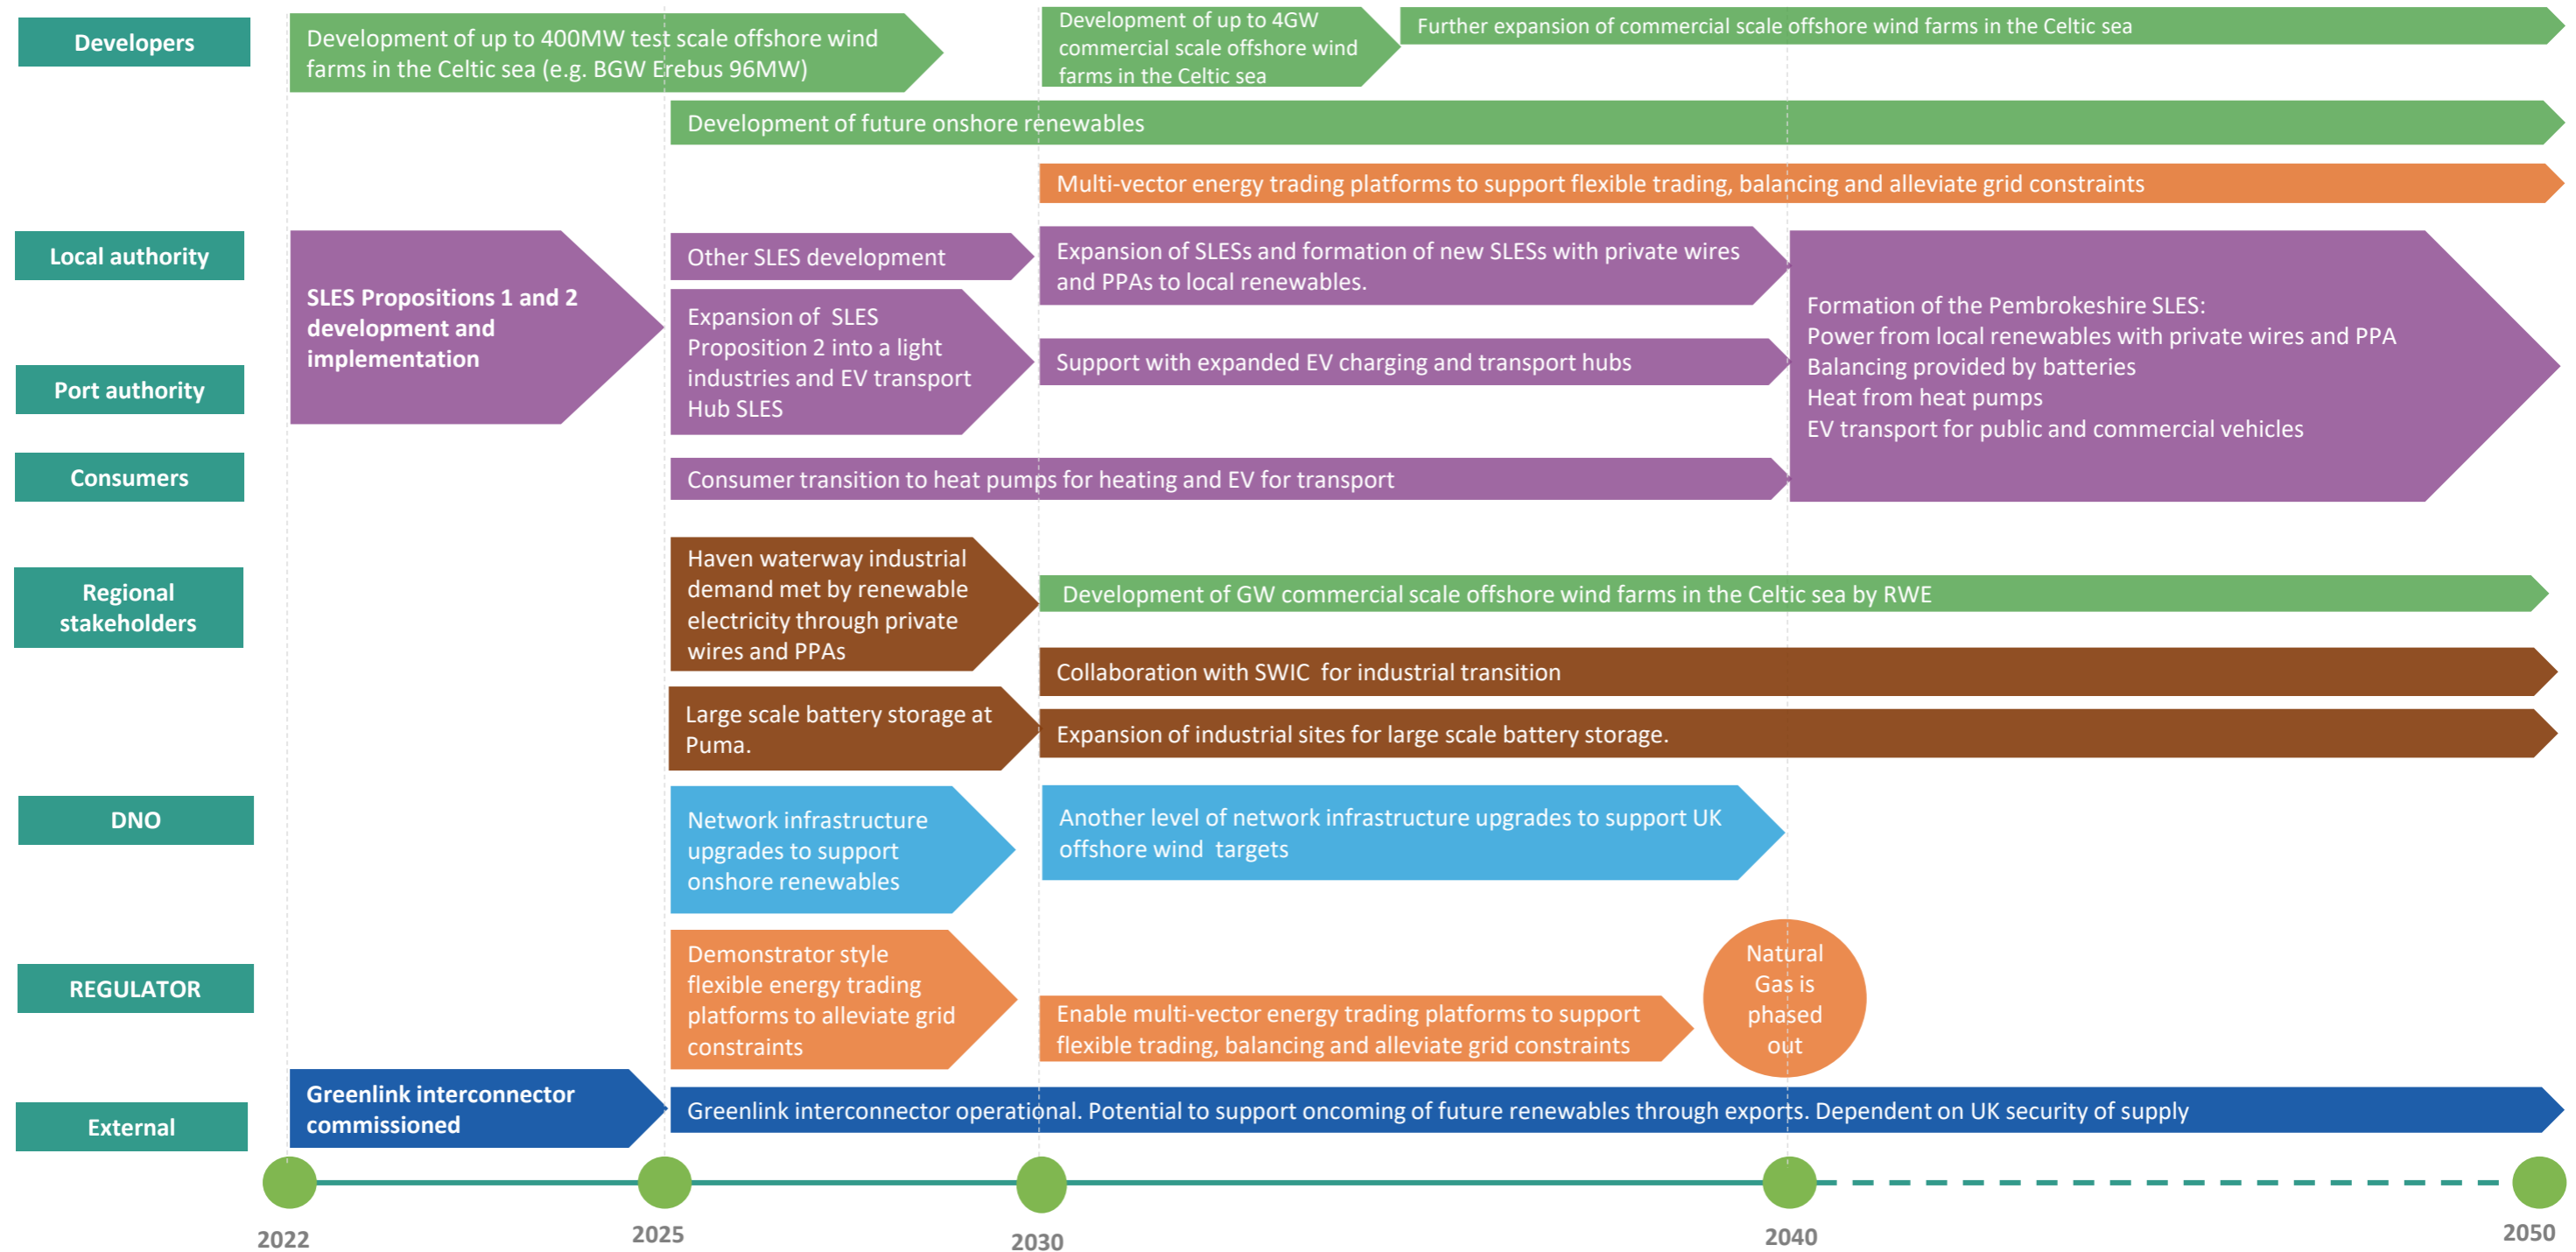 Developers
Development of up to 400MW test scale offshore wind
farms in the Celtic sea (e.g. BGW Erebus 96MW)
Development of up to 4GW
commercial scale offshore wind
farms in the Celtic sea
Further expansion of commercial scale offshore wind farms in the Celtic sea
Development of future onshore renewables
Multi-vector energy trading platforms to support flexible trading, balancing and alleviate grid constraints
Local authority
Port authority
Consumers
SLES Propositions 1 and 2
development and
implementation
Other SLES development
Expansion of SLES
Proposition 2 into a light
industries and EV transport
Hub SLES
Expansion of SLESs and formation of new SLESs with private wires
and PPAs to local renewables.
Support with expanded EV charging and transport hubs
Consumer transition to heat pumps for heating and EV for transport
Formation of the Pembrokeshire SLES:
Power from local renewables with private wires and PPA
Balancing provided by batteries
Heat from heat pumps
EV transport for public and commercial vehicles
Regional
stakeholders
Haven waterway industrial
demand met by renewable
electricity through private
wires and PPAs
Development of GW commercial scale offshore wind farms in the Celtic sea by RWE
Collaboration with SWIC for industrial transition
Large scale battery storage at
Puma.
Expansion of industrial sites for large scale battery storage.
DNO
Network infrastructure
upgrades to support
onshore renewables
Another level of network infrastructure upgrades to support UK
offshore wind targets
REGULATOR
Demonstrator style
flexible energy trading
platforms to alleviate grid
constraints
Enable multi-vector energy trading platforms to support
flexible trading, balancing and alleviate grid constraints
Natural
Gas is
phased
out
External
Greenlink interconnector
commissioned
Greenlink interconnector operational. Potential to support oncoming of future renewables through exports. Dependent on UK security of supply
2022
2025
2030
2040
2050